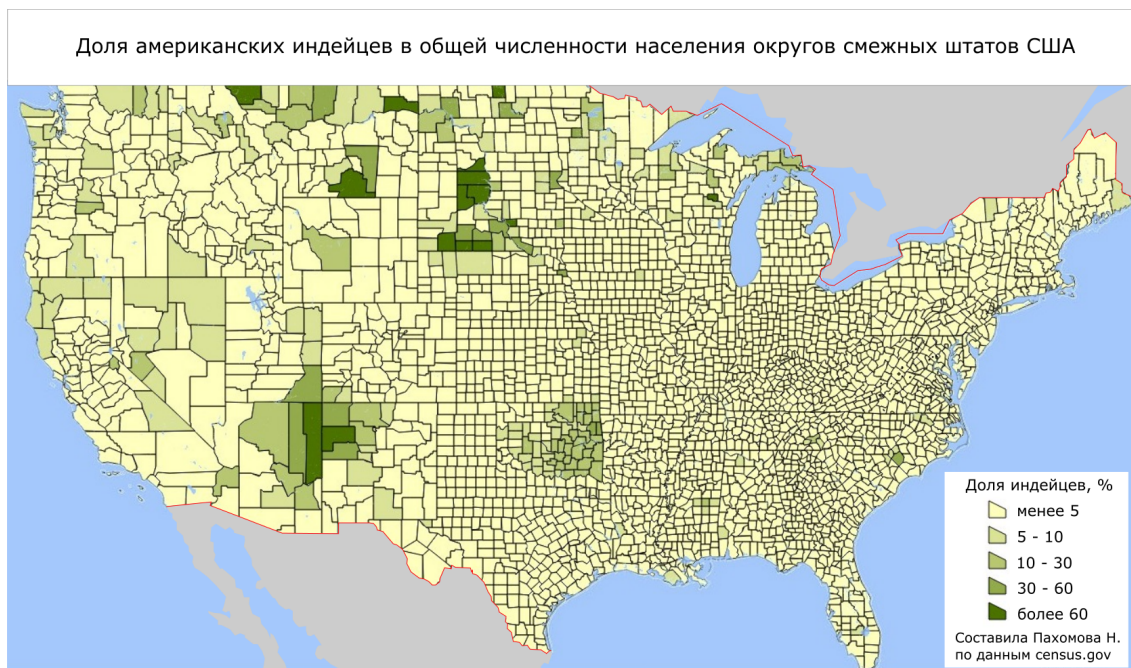 Доля американских индейцев в общей численности населения округов смежных штатов США
Доля индейцев, %
менее 5
5 - 10
10 - 30
30 - 60
более 60
Составила Пахомова Н.
по данным census.gov